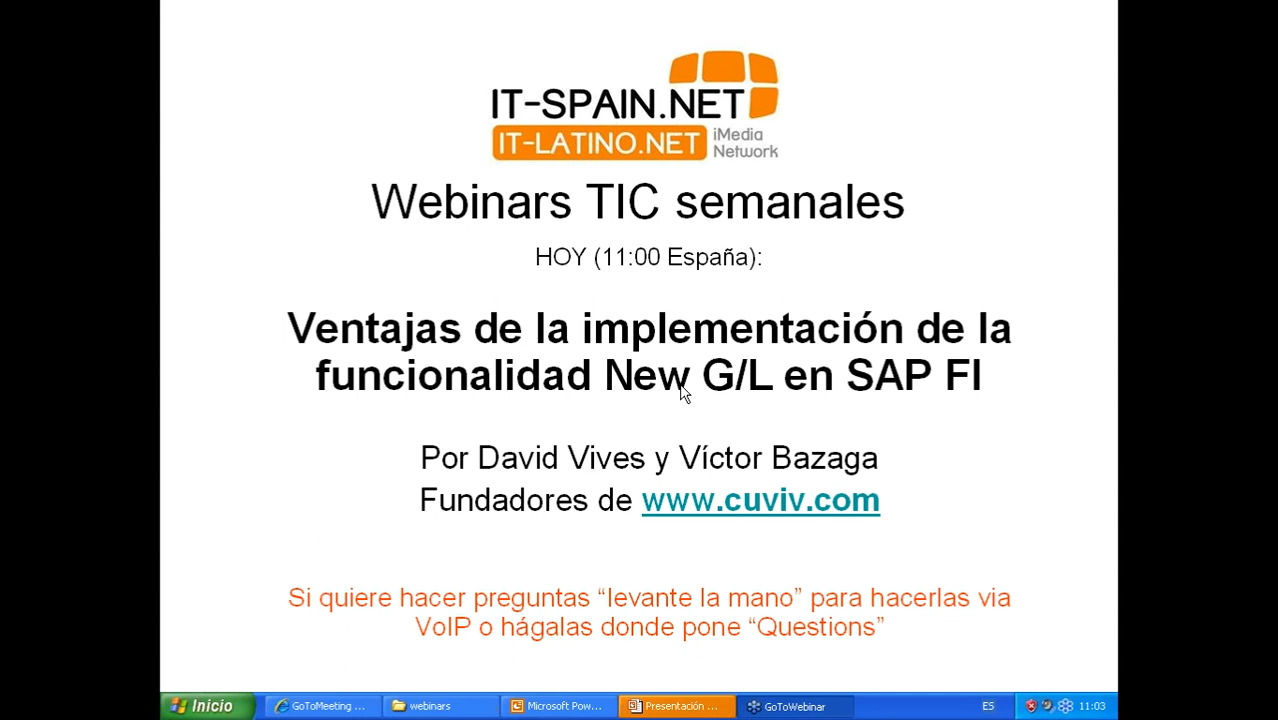 IT-SPAIN.NET
IT-LATINO.NET iMedia Network
Webinars TIC semanales
HOY (11:00 España):
Ventajas de la implementación de la
funcionalidad New G/L en SAP FI
Por David Vives y Víctor Bazaga
Fundadores de www.cuviv.com
Si quiere hacer preguntas “levante la mano” para hacerlas via
VoIP o hágalas donde pone “Questions”
Inicio GoToMeeting ... webinars Microsoft Pow... Presentación ... GoToWebinar ES 11:03